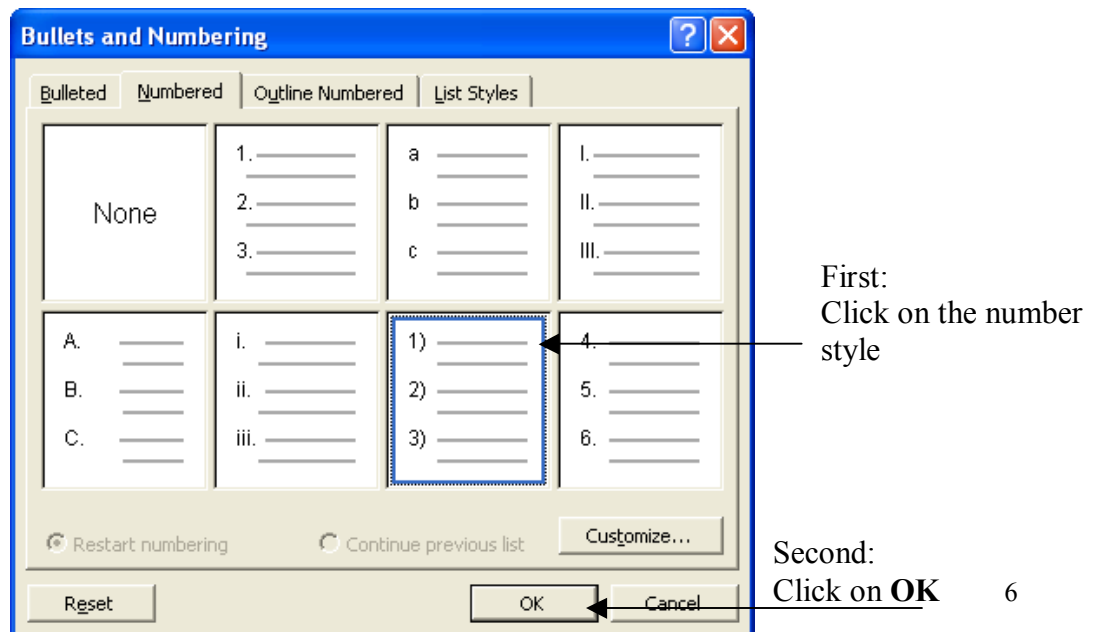 Bullets and Numbering
Bulleted Numbered Outline Numbered List Styles
None
1.
2.
3.
a
b
c
I.
II.
III.
A.
B.
C.
i.
ii.
iii.
1)
2)
3)
4.
5.
6.
First:
Click on the number
style
Restart numbering Continue previous list Customize...
Second:
Click on OK 6
Reset OK Cancel